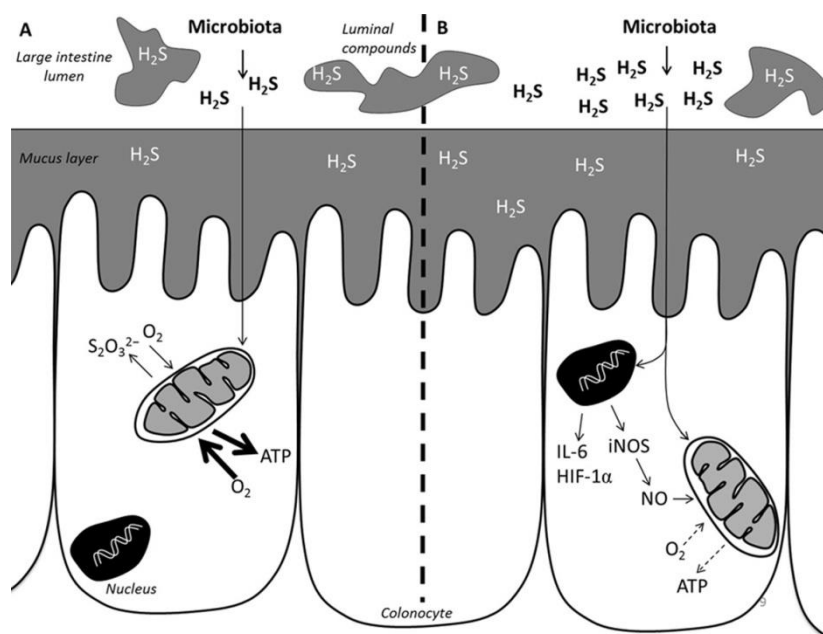 A
Large intestine
lumen
H₂S
Microbiota
H₂S
H₂S
Luminal
compounds
H₂S
H₂S
B
Microbiota
H₂S
H₂S
H₂S
H₂S
H₂S
H₂S
H₂S
H₂S
Mucus layer
H₂S
H₂S
H₂S
H₂S
H₂S
H₂S
S₂O₃²⁻
O₂
ATP
O₂
Nucleus
IL-6
HIF-1α
iNOS
NO
O₂
ATP
Colonocyte
9